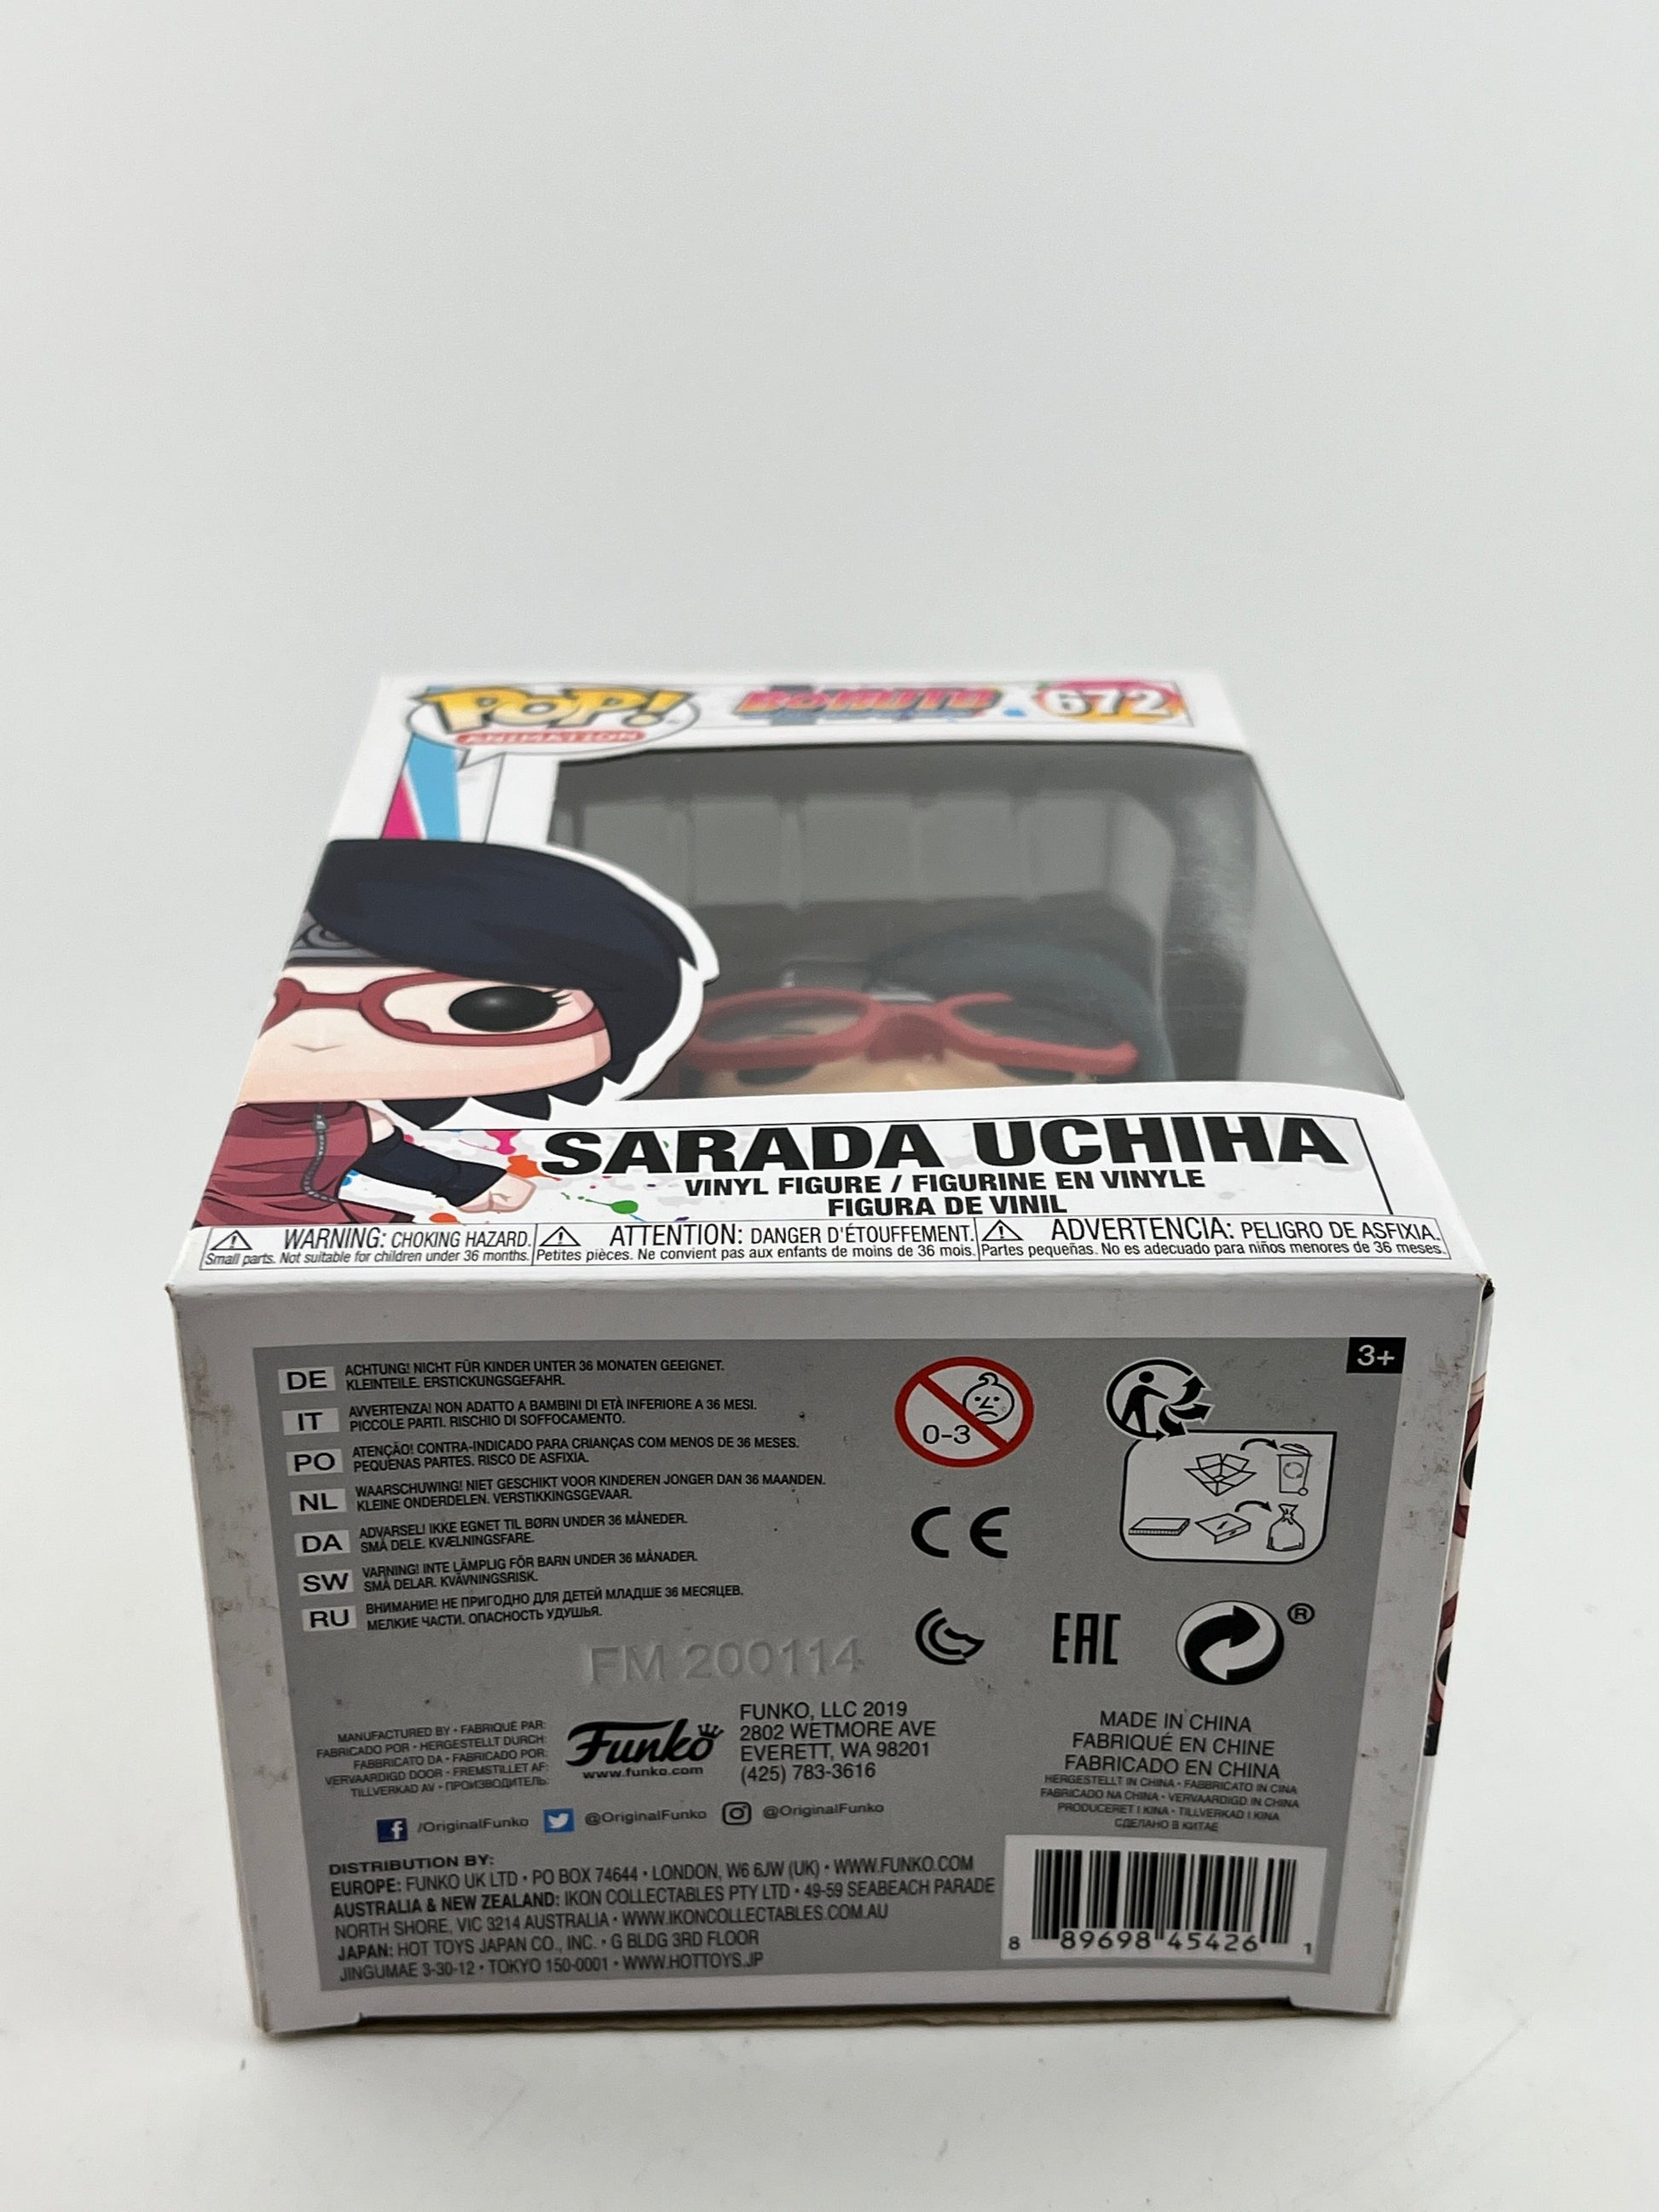 POP!
ANIMATION
BORUTO
672
SARADA UCHIHA
VINYL FIGURE / FIGURINE EN VINYLE
FIGURA DE VINIL
WARNING: CHOKING HAZARD.
Small parts. Not suitable for children under 36 months.
ATTENTION: DANGER D'ÉTOUFFEMENT.
Petites pièces. Ne convient pas aux enfants de moins de 36 mois.
ADVERTENCIA: PELIGRO DE ASFIXIA.
Partes pequeñas. No es adecuado para niños menores de 36 meses.
3+
DE ACHTUNG! NICHT FÜR KINDER UNTER 36 MONATEN GEEIGNET.
KLEINTEILE. ERSTICKUNGSGEFAHR.
IT AVVERTENZA! NON ADATTO A BAMBINI DI ETÀ INFERIORE A 36 MESI.
PICCOLE PARTI. RISCHIO DI SOFFOCAMENTO.
PO ATENÇÃO! CONTRA-INDICADO PARA CRIANÇAS COM MENOS DE 36 MESES.
PEQUENAS PARTES. RISCO DE ASFIXIA.
NL WAARSCHUWING! NIET GESCHIKT VOOR KINDEREN JONGER DAN 36 MAANDEN.
KLEINE ONDERDELEN. VERSTIKKINGSGEVAAR.
DA ADVARSEL! IKKE EGNET TIL BØRN UNDER 36 MÅNEDER.
SMÅ DELE. KVÆLNINGSFARE.
SW VARNING! INTE LÄMPLIG FÖR BARN UNDER 36 MÅNADER.
SMÅ DELAR. KVÄVNINGSRISK.
RU ВНИМАНИЕ! НЕ ПРИГОДНО ДЛЯ ДЕТЕЙ МЛАДШЕ 36 МЕСЯЦЕВ.
МЕЛКИЕ ЧАСТИ. ОПАСНОСТЬ УДУШЬЯ.
0-3
CE
EAC
®
FM 200114
MANUFACTURED BY • FABRIQUÉ PAR:
FABRICADO POR • HERGESTELLT DURCH:
FABBRICATO DA • FABRICADO POR:
VERVAARDIGD DOOR • FREMSTILLET AF:
TILLVERKAD AV • ПРОИЗВОДИТЕЛЬ:
Funko
www.funko.com
FUNKO, LLC 2019
2802 WETMORE AVE
EVERETT, WA 98201
(425) 783-3616
MADE IN CHINA
FABRIQUÉ EN CHINE
FABRICADO EN CHINA
HERGESTELLT IN CHINA • FABBRICATO IN CINA
FABRICADO NA CHINA • VERVAARDIGD IN CHINA
PRODUCERET I KINA • TILLVERKAD I KINA
СДЕЛАНО В КИТАЕ
/OriginalFunko @OriginalFunko @OriginalFunko
DISTRIBUTION BY:
EUROPE: FUNKO UK LTD • PO BOX 74644 • LONDON, W6 6JW (UK) • WWW.FUNKO.COM
AUSTRALIA & NEW ZEALAND: IKON COLLECTABLES PTY LTD • 49-59 SEABEACH PARADE
NORTH SHORE, VIC 3214 AUSTRALIA • WWW.IKONCOLLECTABLES.COM.AU
JAPAN: HOT TOYS JAPAN CO., INC. • G BLDG 3RD FLOOR
JINGUMAE 3-30-12 • TOKYO 150-0001 • WWW.HOTTOYS.JP
8 89698 45426 1